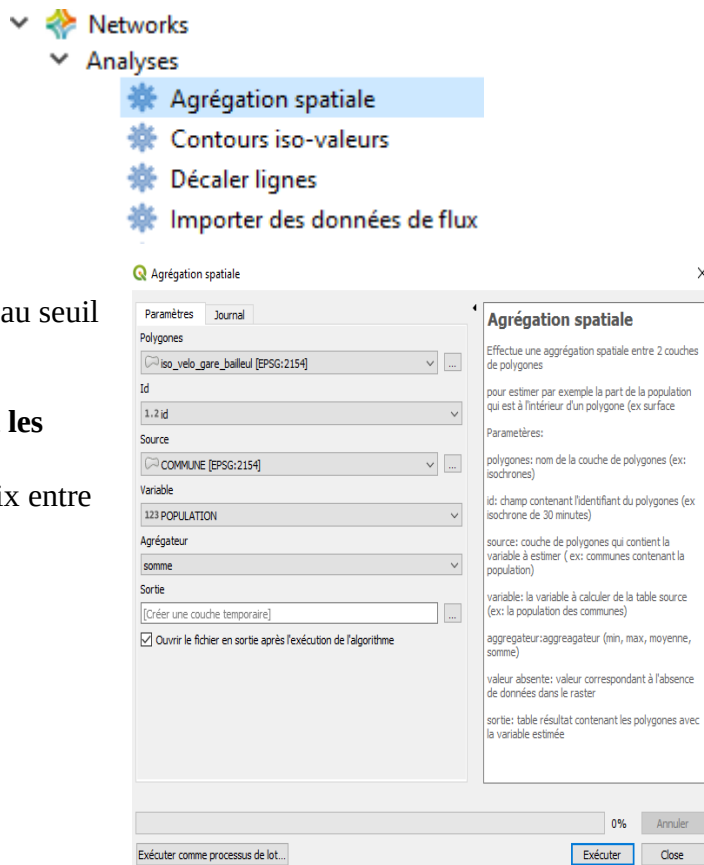 Networks
Analyses
Agrégation spatiale
Contours iso-valeurs
Décaler lignes
Importer des données de flux
au seuil
les
ix entre
Agrégation spatiale
Paramètres Journal
Polygones
iso_velo_gare_bailleul [EPSG:2154]
...
Id
1.2 id
Source
COMMUNE [EPSG:2154]
...
Variable
123 POPULATION
Agrégateur
somme
Sortie
[Créer une couche temporaire]
...
Ouvrir le fichier en sortie après l'exécution de l'algorithme
Agrégation spatiale
Effectue une aggrégation spatiale entre 2 couches
de polygones
pour estimer par exemple la part de la population
qui est à l'intérieur d'un polygone (ex surface
Parametères:
polygones: nom de la couche de polygones (ex:
isochrones)
id: champ contenant l'identifiant du polygones (ex
isochrone de 30 minutes)
source: couche de polygones qui contient la
variable à estimer ( ex: communes contenant la
population)
variable: la variable à calculer de la table source
(ex: la population des communes)
aggregateur:aggreagateur (min, max, moyenne,
somme)
valeur absente: valeur correspondant à l'absence
de données dans le raster
sortie: table résultat contenant les polygones avec
la variable estimée
0% Annuler
Exécuter comme processus de lot... Exécuter Close